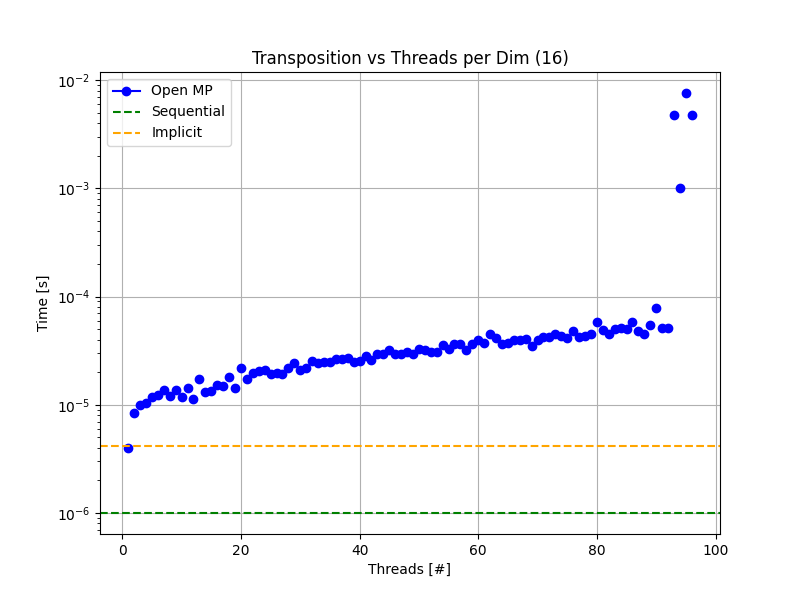 Transposition vs Threads per Dim (16)
Open MP
Sequential
Implicit
10⁻²
10⁻³
10⁻⁴
10⁻⁵
10⁻⁶
Time [s]
0 20 40 60 80 100
Threads [#]